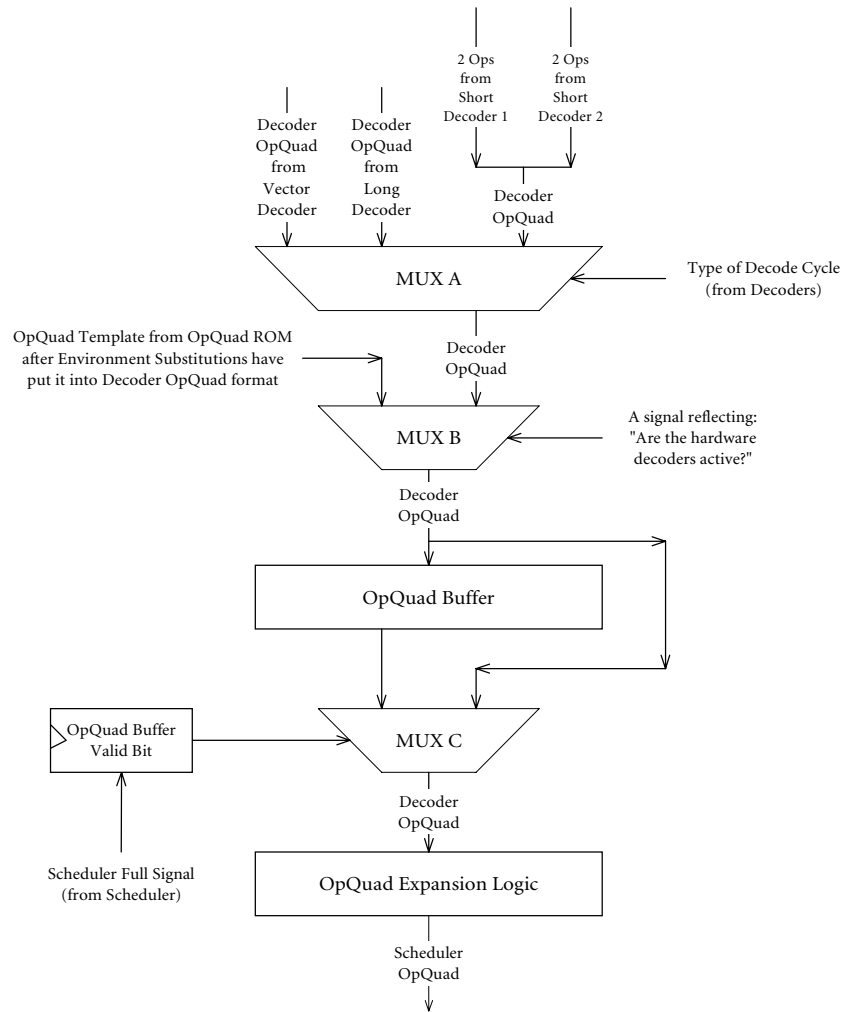 2 Ops
from
Short
Decoder 1
2 Ops
from
Short
Decoder 2
Decoder
OpQuad
from
Vector
Decoder
Decoder
OpQuad
from
Long
Decoder
Decoder
OpQuad
MUX A
Type of Decode Cycle
(from Decoders)
OpQuad Template from OpQuad ROM
after Environment Substitutions have
put it into Decoder OpQuad format
Decoder
OpQuad
MUX B
A signal reflecting:
"Are the hardware
decoders active?"
Decoder
OpQuad
OpQuad Buffer
OpQuad Buffer
Valid Bit
MUX C
Decoder
OpQuad
Scheduler Full Signal
(from Scheduler)
OpQuad Expansion Logic
Scheduler
OpQuad